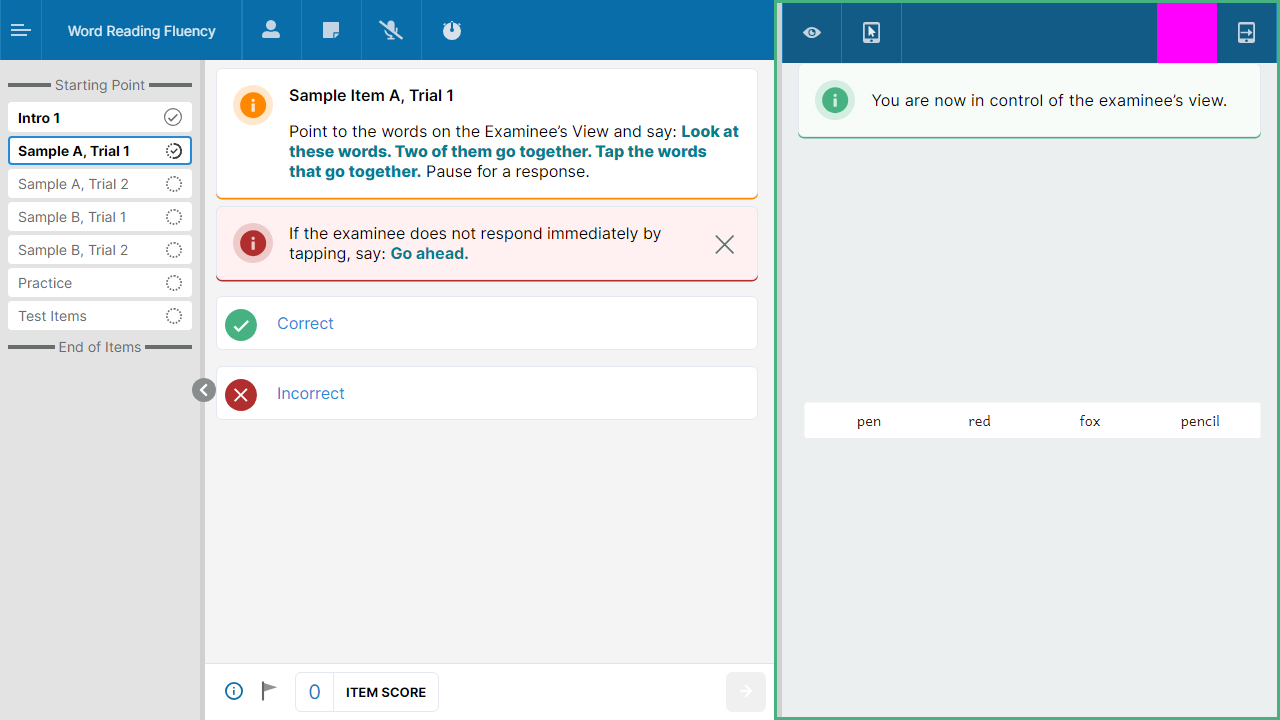 Word Reading Fluency
Starting Point
Intro 1
Sample A, Trial 1
Sample A, Trial 2
Sample B, Trial 1
Sample B, Trial 2
Practice
Test Items
End of Items
Sample Item A, Trial 1
Point to the words on the Examinee’s View and say: Look at
these words. Two of them go together. Tap the words
that go together. Pause for a response.
If the examinee does not respond immediately by
tapping, say: Go ahead.
Correct
Incorrect
0 ITEM SCORE
You are now in control of the examinee’s view.
pen red fox pencil